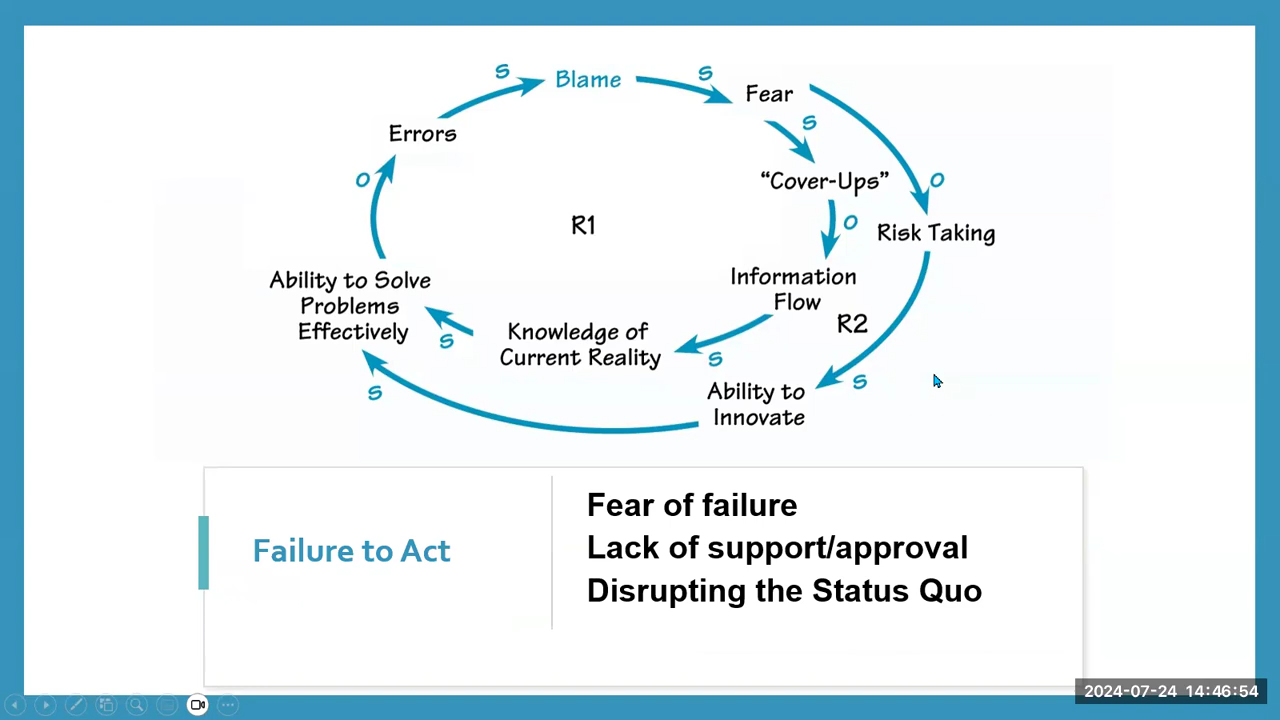 s
Blame
s
Fear
s
Errors
o
"Cover-Ups"
o
o
R1
Risk Taking
Ability to Solve
Problems
Effectively
Information
Flow
R2
Knowledge of
Current Reality
s
s
s
s
Ability to
Innovate
Failure to Act
Fear of failure
Lack of support/approval
Disrupting the Status Quo
2024-07-24 14:46:54